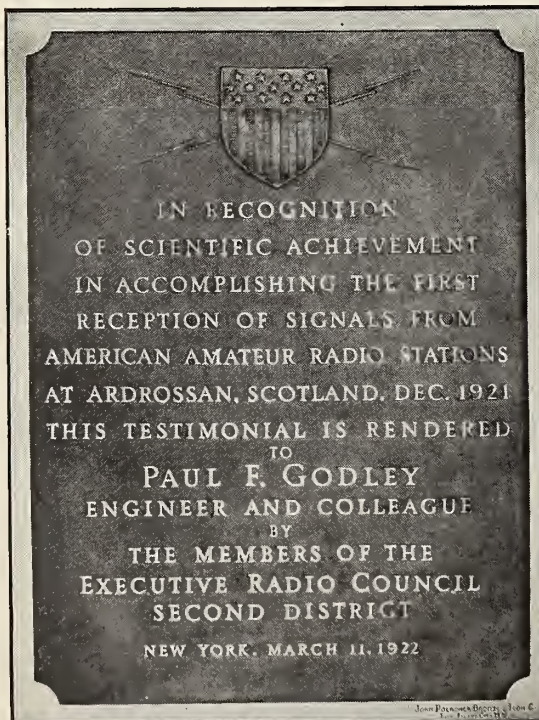 IN RECOGNITION
OF SCIENTIFIC ACHIEVEMENT
IN ACCOMPLISHING THE FIRST
RECEPTION OF SIGNALS FROM
AMERICAN AMATEUR RADIO STATIONS
AT ARDROSSAN, SCOTLAND, DEC. 1921
THIS TESTIMONIAL IS RENDERED
TO
PAUL F. GODLEY
ENGINEER AND COLLEAGUE
BY
THE MEMBERS OF THE
EXECUTIVE RADIO COUNCIL
SECOND DISTRICT
NEW YORK, MARCH 11, 1922
JOHN